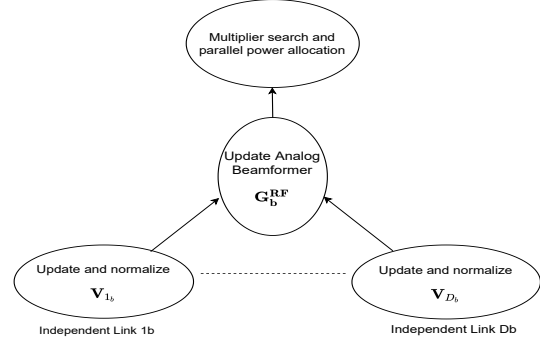 Multiplier search and
parallel power allocation
Update Analog
Beamformer
G_b^RF
Update and normalize
V_{1_b}
Independent Link 1b
Update and normalize
V_{D_b}
Independent Link Db